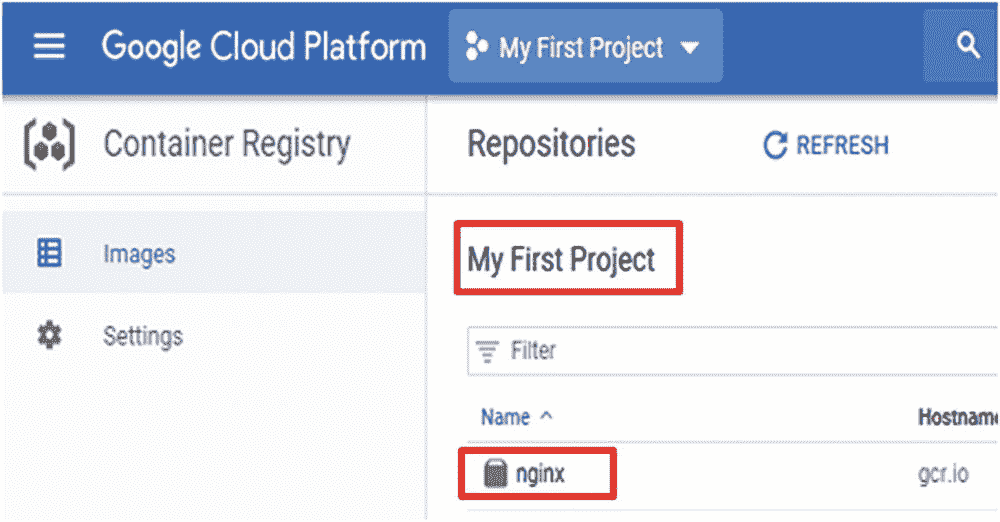 Google Cloud Platform
My First Project
Container Registry
Repositories
REFRESH
Images
Settings
My First Project
Filter
Name
Hostname
nginx
gcr.io